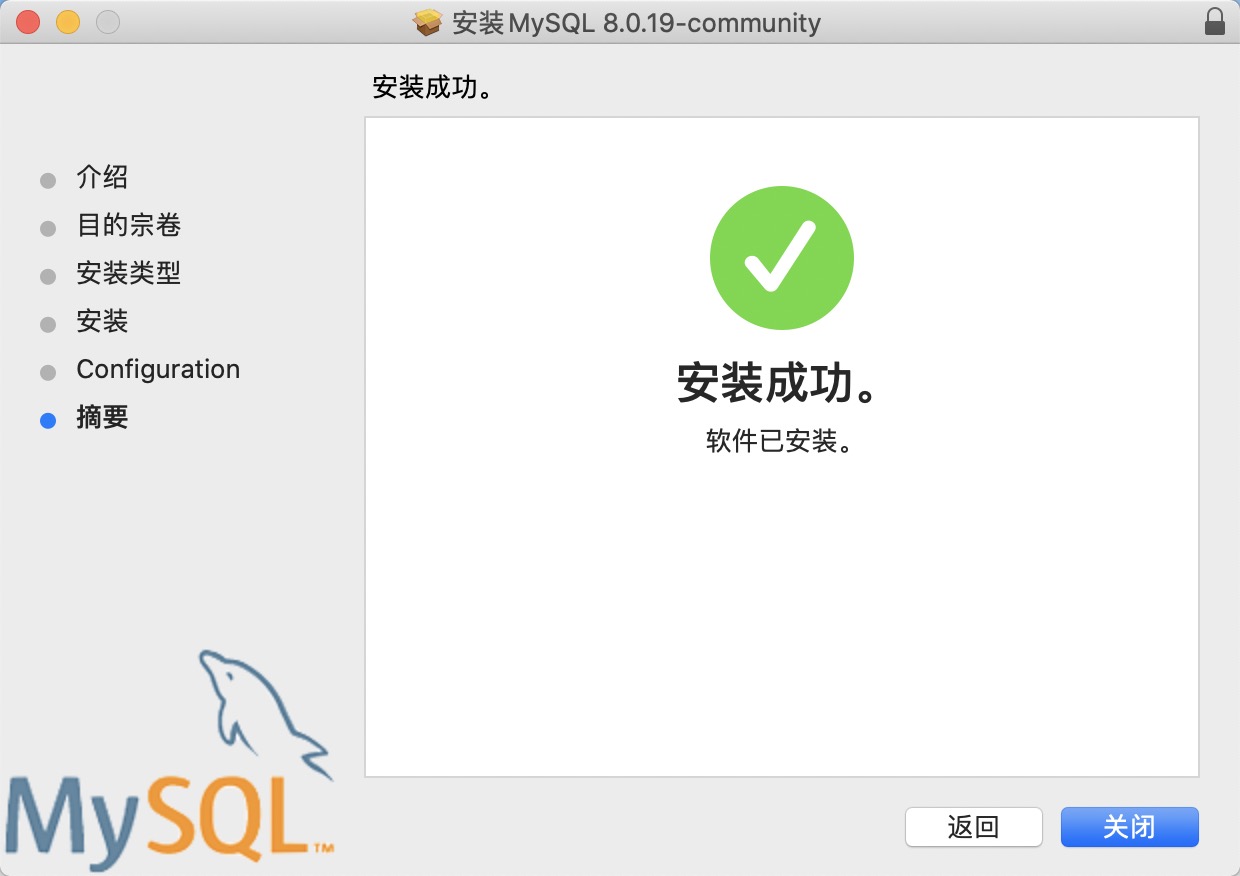 安装 MySQL 8.0.19-community
安装成功。
介绍
目的宗卷
安装类型
安装
Configuration
摘要
安装成功。
软件已安装。
MySQL™
返回
关闭